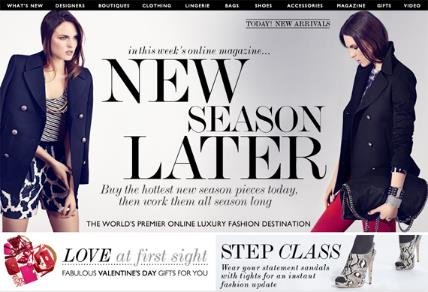 WHAT'S NEW DESIGNERS BOUTIQUES CLOTHING LINGERIE BAGS SHOES ACCESSORIES MAGAZINE GIFTS VIDEO
TODAY! NEW ARRIVALS
in this week's online magazine...
NEW
SEASON
LATER
Buy the hottest new season pieces today,
then work them all season long
THE WORLD'S PREMIER ONLINE LUXURY FASHION DESTINATION
LOVE at first sight
FABULOUS VALENTINE'S DAY GIFTS FOR YOU
STEP CLASS
Wear your statement sandals
with tights for an instant
fashion update